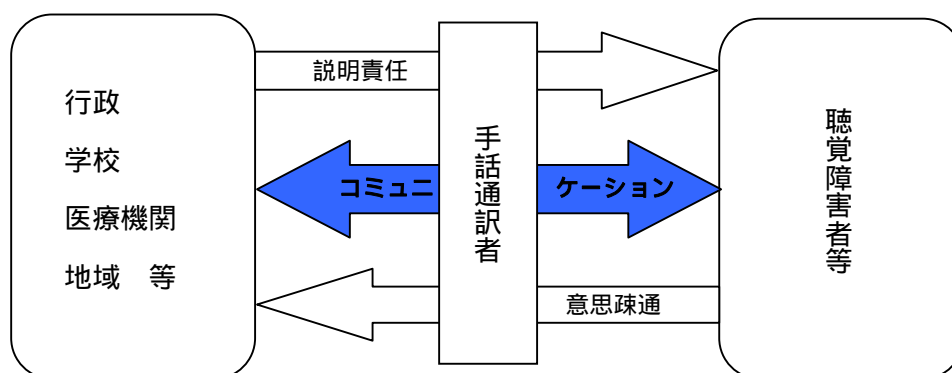 行政
学校
医療機関
地域　等
説明責任
コミュニ
手話通訳者
ケーション
意思疎通
聴覚障害者等